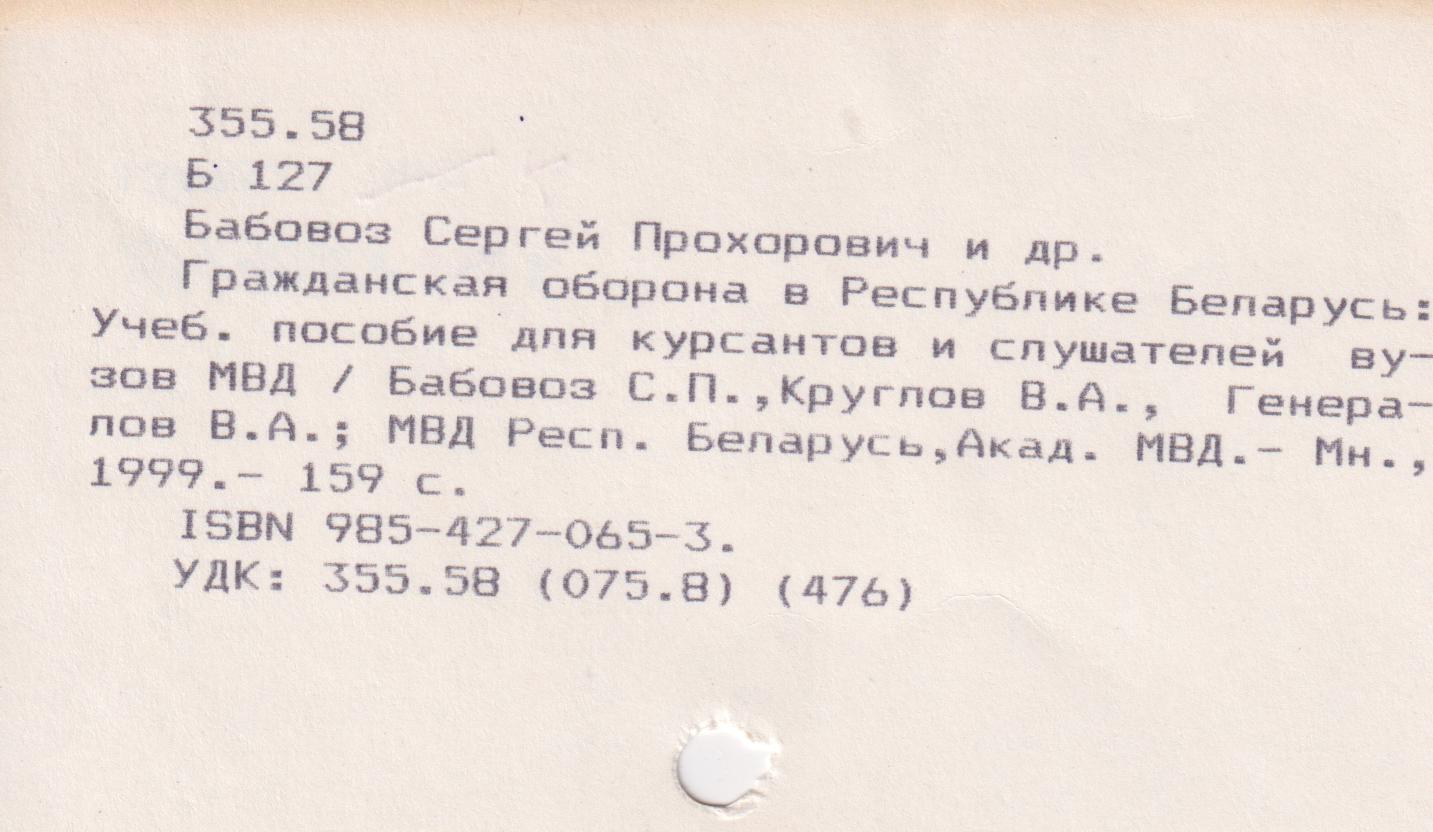 355.58
Б 127
Бабовоз Сергей Прохорович и др.
Гражданская оборона в Республике Беларусь:
Учеб. пособие для курсантов и слушателей ву-
зов МВД / Бабовоз С.П.,Круглов В.А., Генера-
лов В.А.; МВД Респ. Беларусь,Акад. МВД.- Мн.,
1999.- 159 с.
ISBN 985-427-065-3.
УДК: 355.58 (075.8) (476)